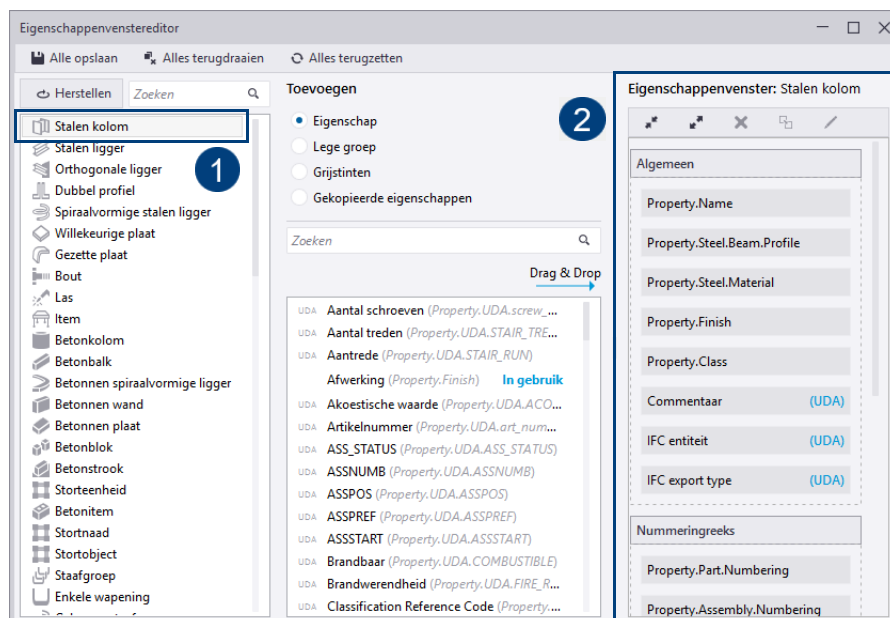 Eigenschappenvenstereditor
Alle opslaan Alles terugdraaien Alles terugzetten
Herstellen Zoeken
Stalen kolom
Stalen ligger
1
Orthogonale ligger
Dubbel profiel
Spiraalvormige stalen ligger
Willekeurige plaat
Gezette plaat
Bout
Las
Item
Betonkolom
Betonbalk
Betonnen spiraalvormige ligger
Betonnen wand
Betonnen plaat
Betonblok
Betonstrook
Storteenheid
Betonitem
Stortnaad
Stortobject
Staafgroep
Enkele wapening
Toevoegen
Eigenschap
2
Lege groep
Grijstinten
Gekopieerde eigenschappen
Zoeken
Drag & Drop
UDA Aantal schroeven (Property.UDA.screw_...
UDA Aantal treden (Property.UDA.STAIR_TRE...
UDA Aantrede (Property.UDA.STAIR_RUN)
Afwerking (Property.Finish) In gebruik
UDA Akoestische waarde (Property.UDA.ACO...
UDA Artikelnummer (Property.UDA.art_num...
UDA ASS_STATUS (Property.UDA.ASS_STATUS)
UDA ASSNUMB (Property.UDA.ASSNUMB)
UDA ASSPOS (Property.UDA.ASSPOS)
UDA ASSPREF (Property.UDA.ASSPREF)
UDA ASSSTART (Property.UDA.ASSSTART)
UDA Brandbaar (Property.UDA.COMBUSTIBLE)
UDA Brandwerendheid (Property.UDA.FIRE_R...
UDA Classification Reference Code (Property....
Eigenschappenvenster: Stalen kolom
Algemeen
Property.Name
Property.Steel.Beam.Profile
Property.Steel.Material
Property.Finish
Property.Class
Commentaar (UDA)
IFC entiteit (UDA)
IFC export type (UDA)
Nummeringreeks
Property.Part.Numbering
Property.Assembly.Numbering